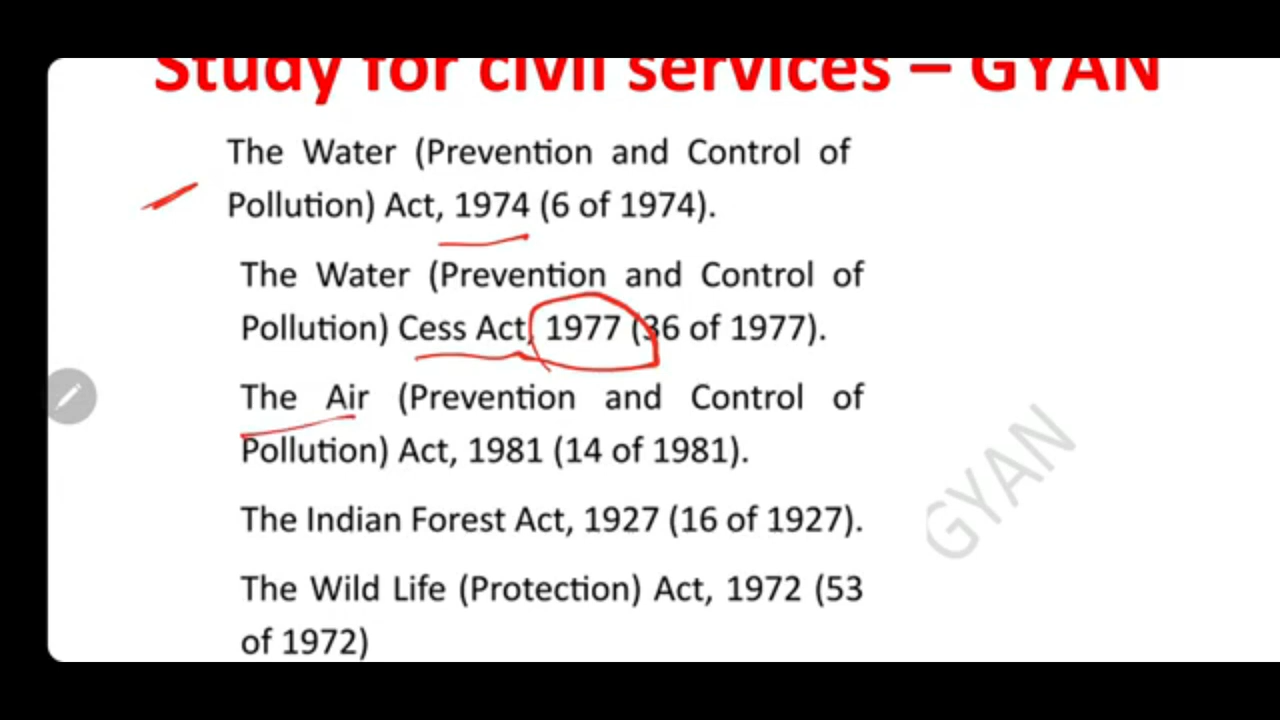 Study for civil services – GYAN
The Water (Prevention and Control of
Pollution) Act, 1974 (6 of 1974).
The Water (Prevention and Control of
Pollution) Cess Act, 1977 (36 of 1977).
The Air (Prevention and Control of
Pollution) Act, 1981 (14 of 1981).
The Indian Forest Act, 1927 (16 of 1927).
The Wild Life (Protection) Act, 1972 (53
of 1972)
GYAN